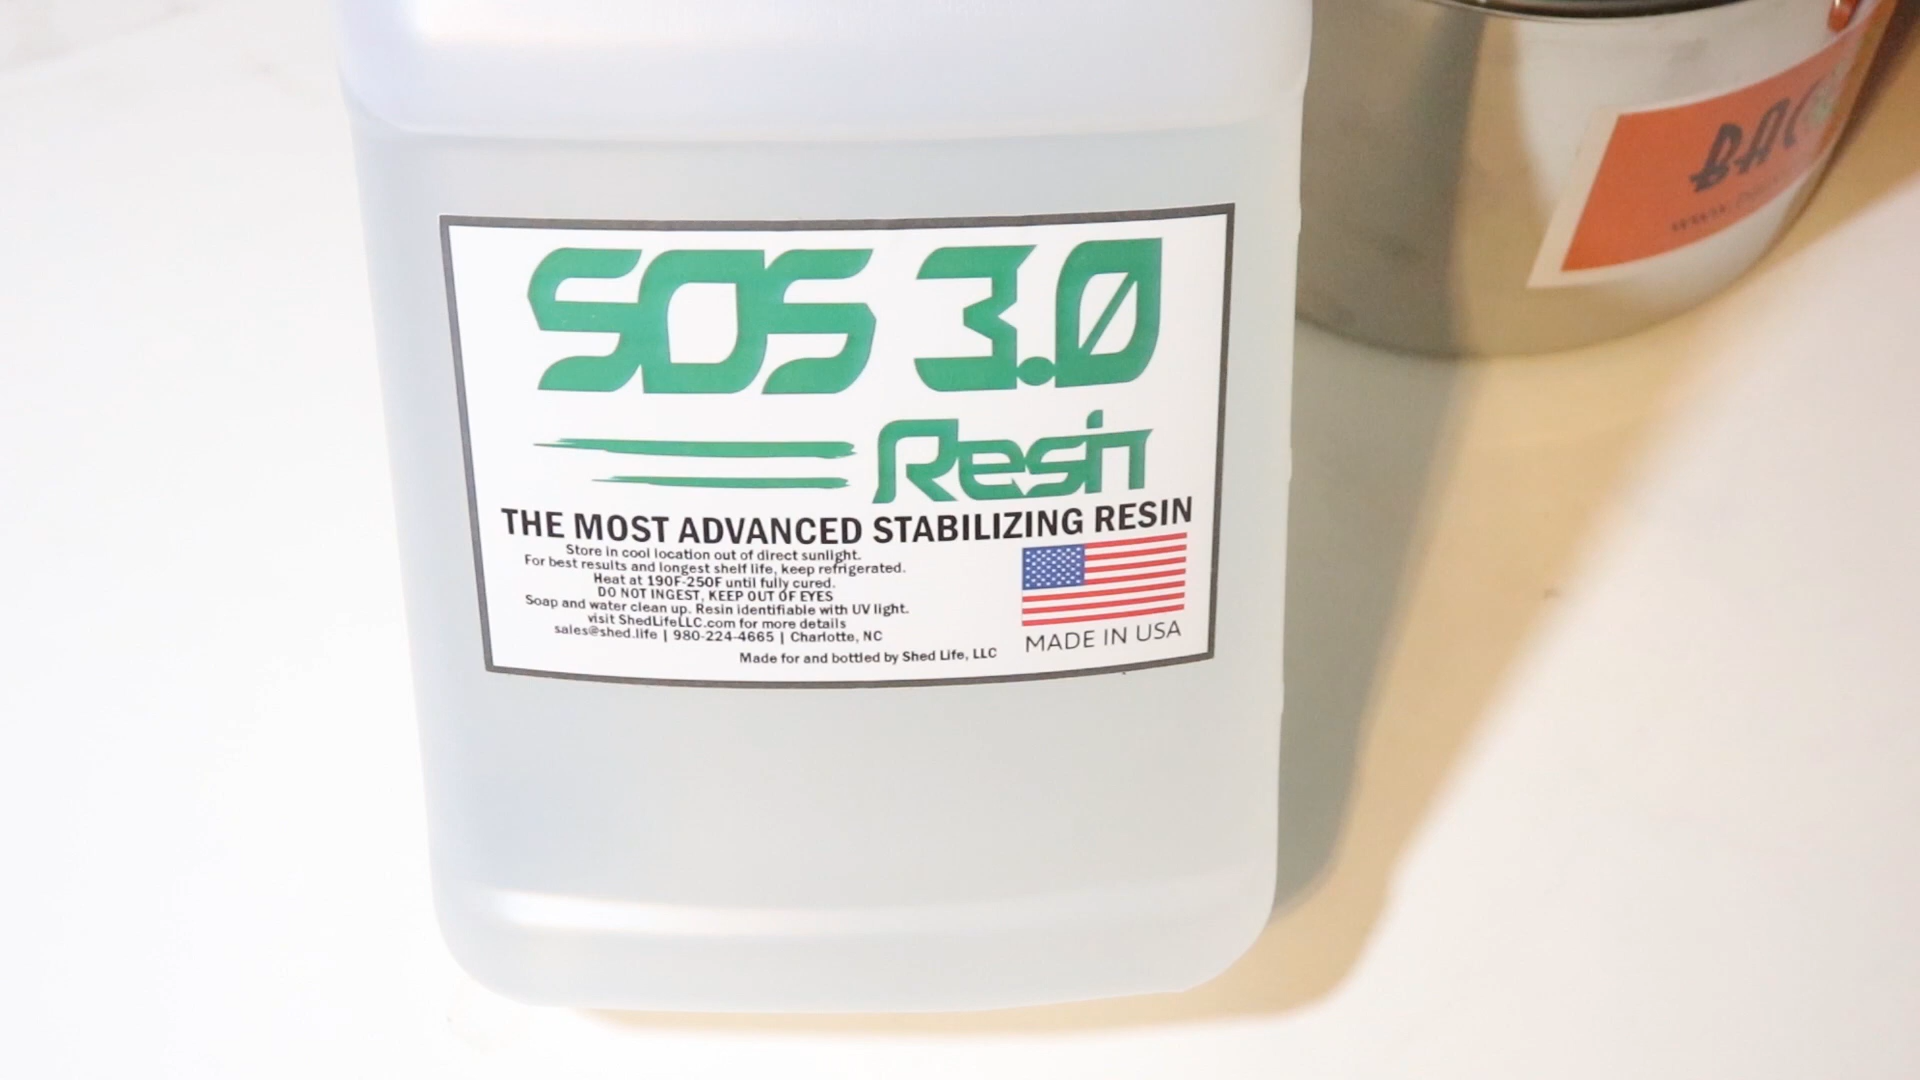 SOS 3.0
Resin
THE MOST ADVANCED STABILIZING RESIN
Store in cool location out of direct sunlight.
For best results and longest shelf life, keep refrigerated.
Heat at 190F-250F until fully cured.
DO NOT INGEST, KEEP OUT OF EYES
Soap and water clean up. Resin identifiable with UV light.
visit ShedLifeLLC.com for more details
sales@shed.life | 980-224-4665 | Charlotte, NC
Made for and bottled by Shed Life, LLC
MADE IN USA